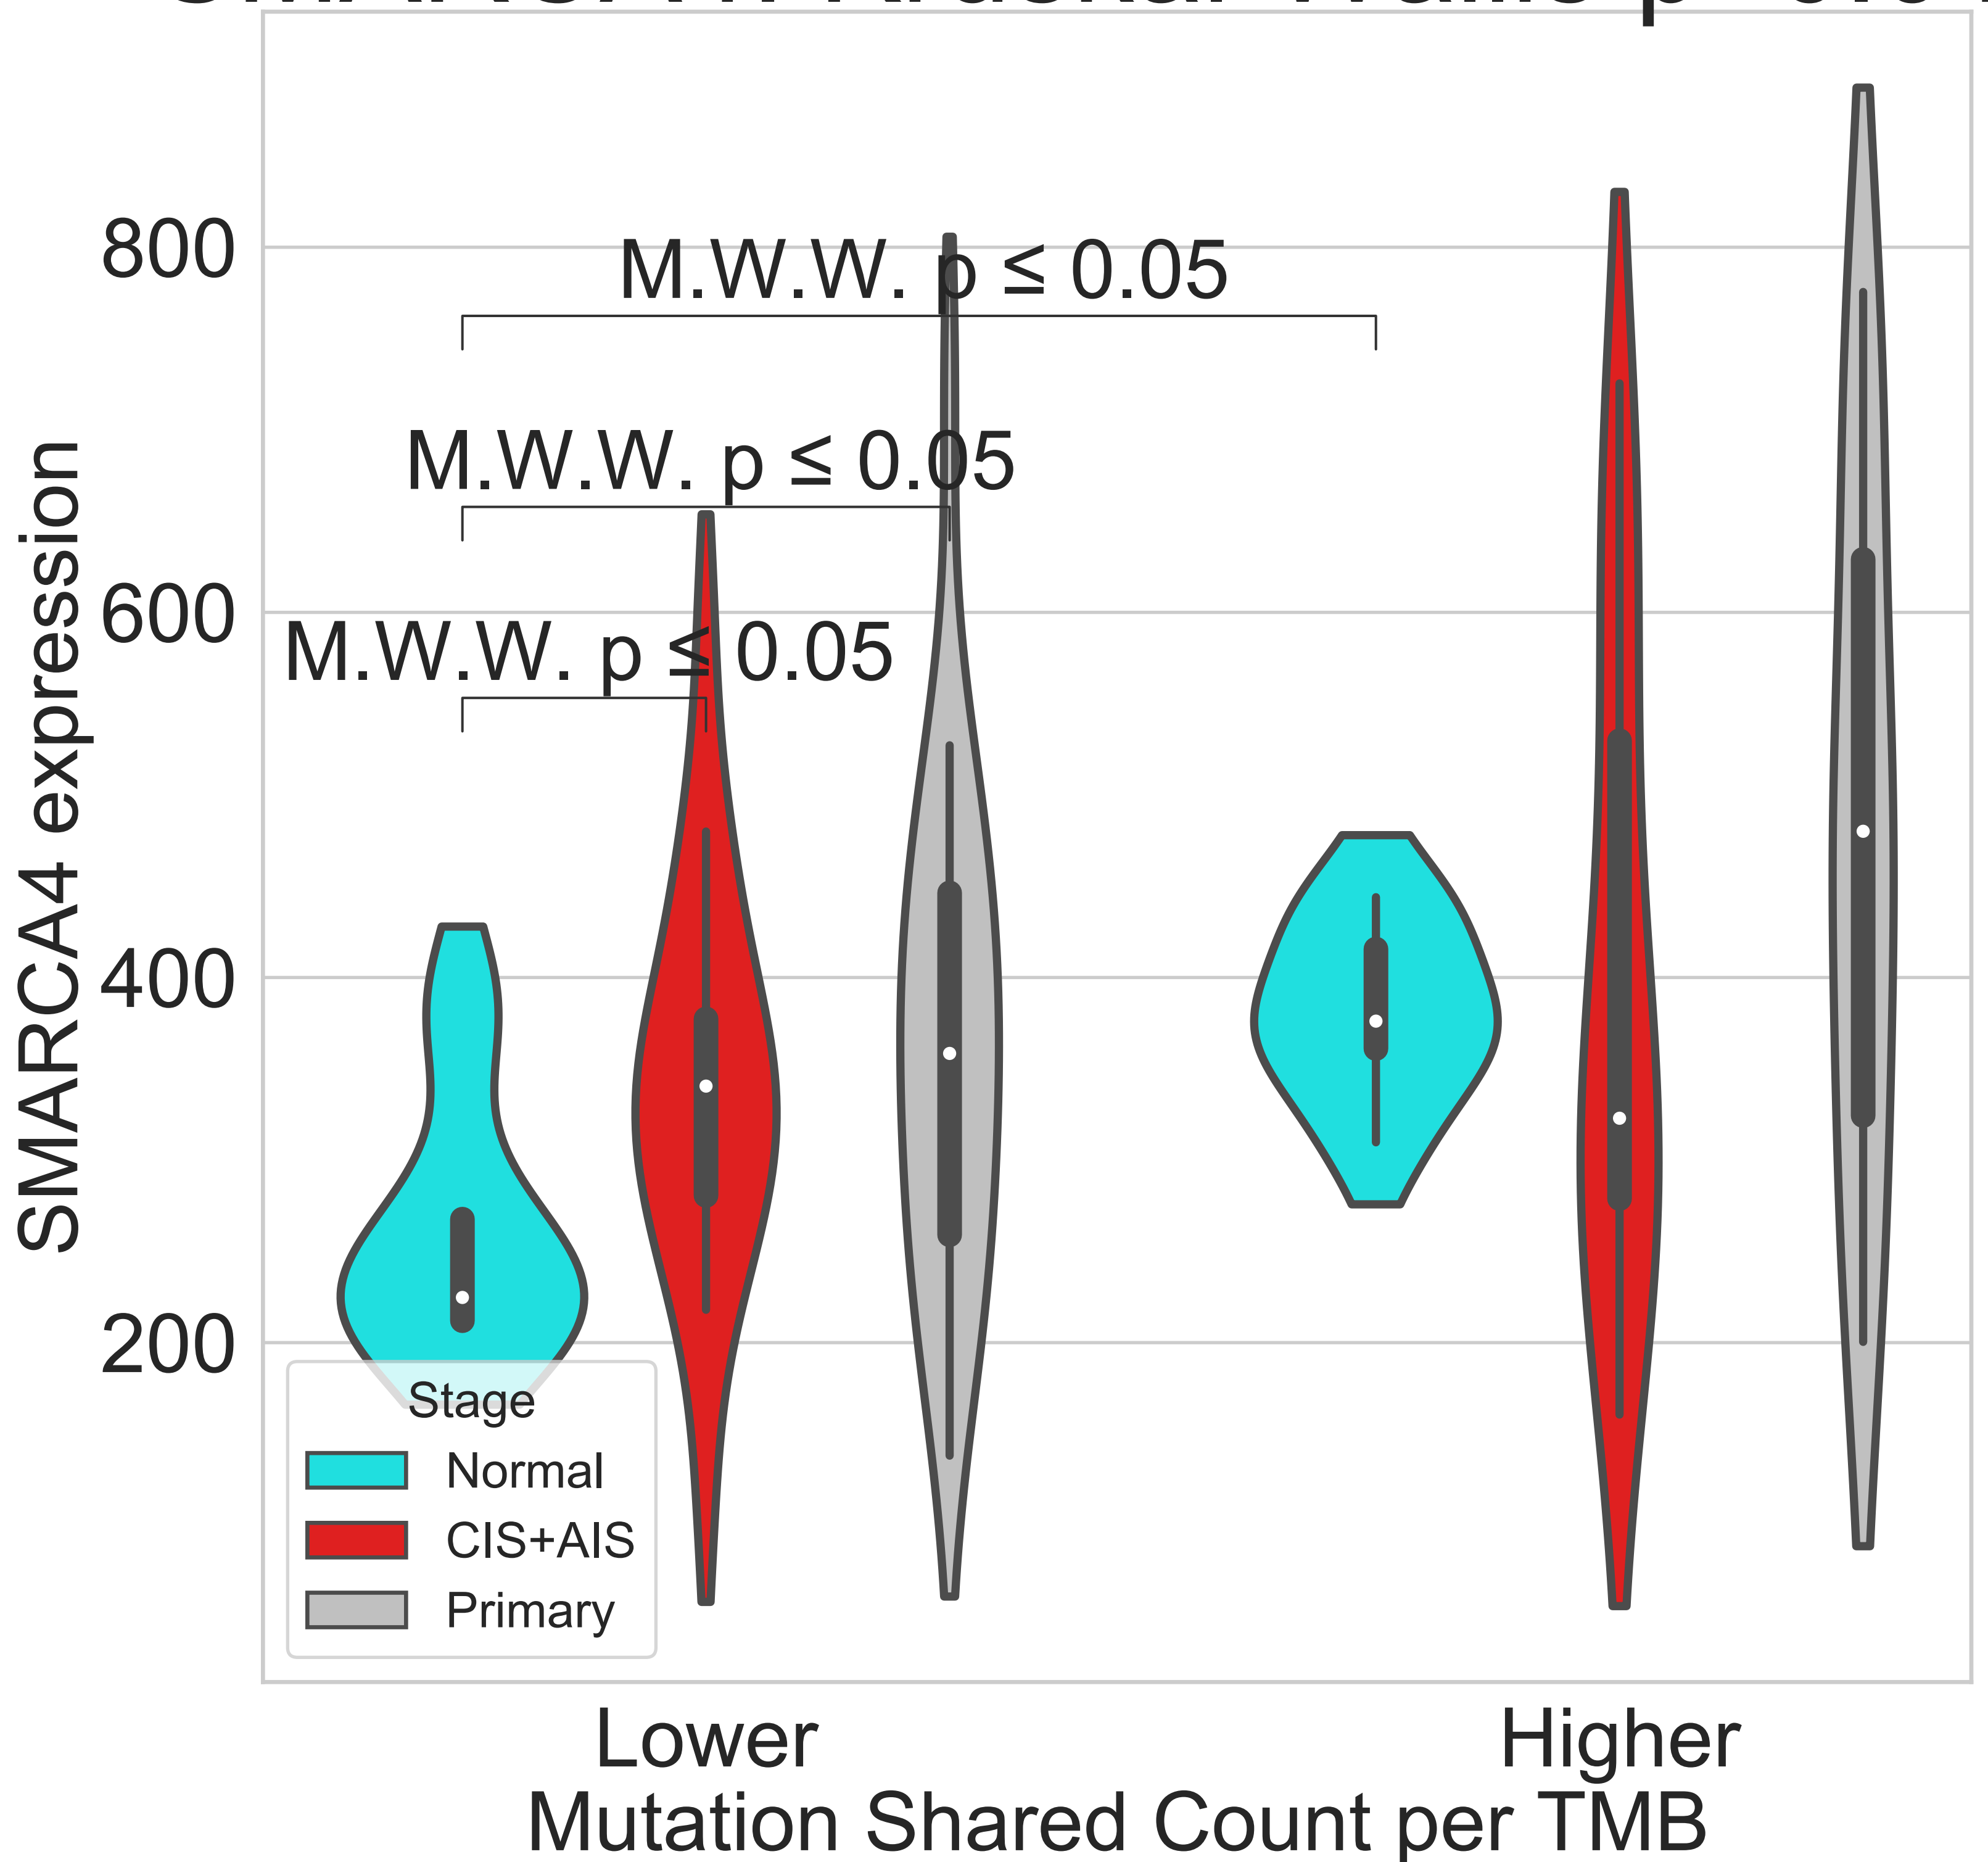 800
600
400
200
SMARCA4 expression
M.W.W. p ≤ 0.05
M.W.W. p ≤ 0.05
M.W.W. p ≤ 0.05
Stage
Normal
CIS+AIS
Primary
Lower
Higher
Mutation Shared Count per TMB